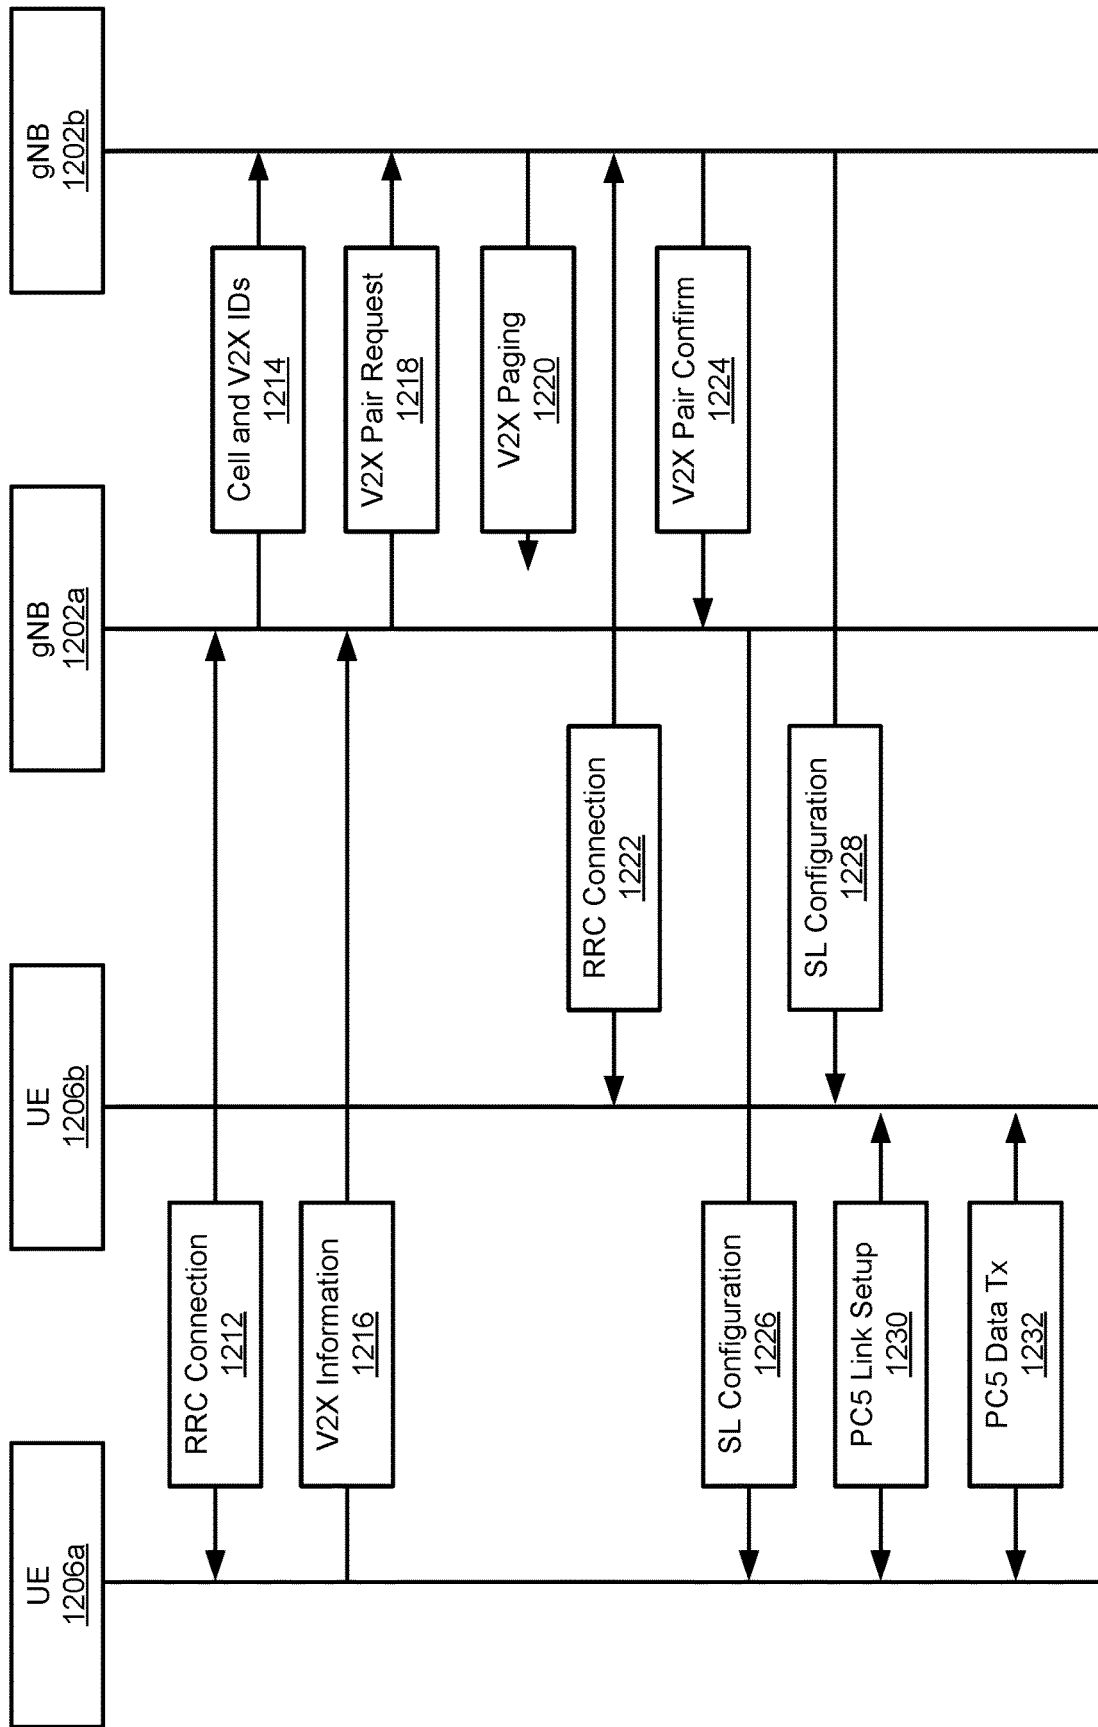 UE
1206a
UE
1206b
gNB
1202a
gNB
1202b
RRC Connection
1212
Cell and V2X IDs
1214
V2X Information
1216
V2X Pair Request
1218
V2X Paging
1220
RRC Connection
1222
V2X Pair Confirm
1224
SL Configuration
1226
SL Configuration
1228
PC5 Link Setup
1230
PC5 Data Tx
1232